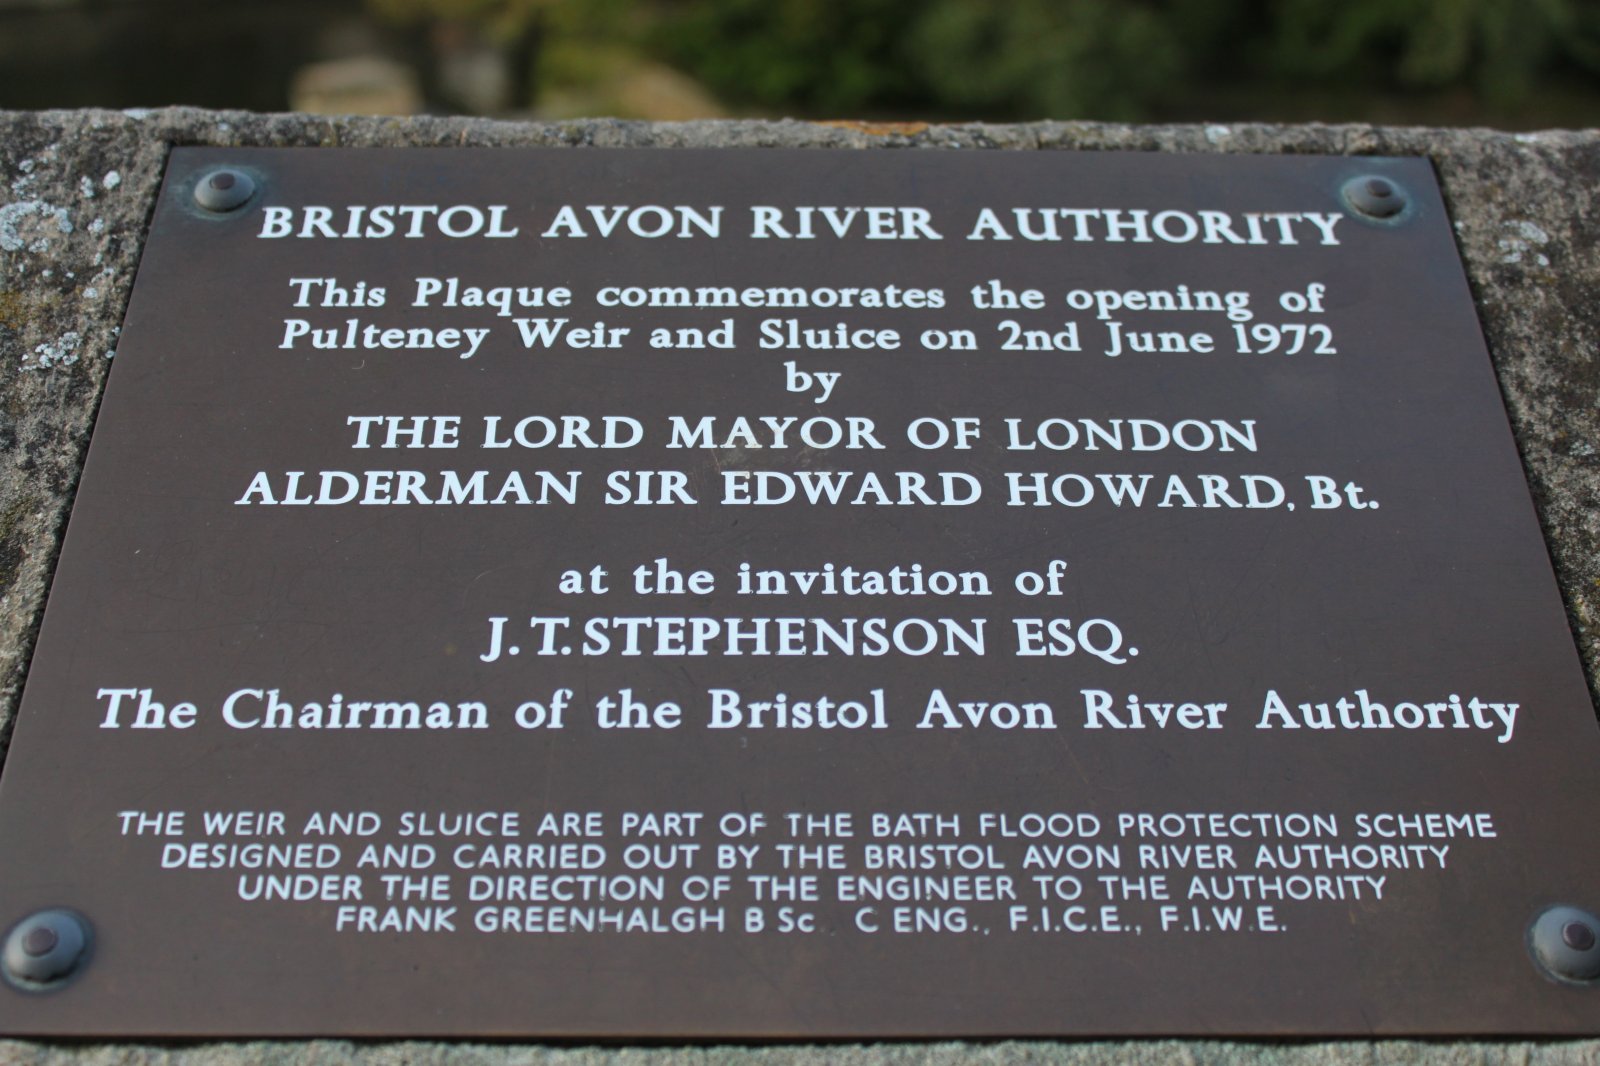 BRISTOL AVON RIVER AUTHORITY
This Plaque commemorates the opening of
Pulteney Weir and Sluice on 2nd June 1972
by
THE LORD MAYOR OF LONDON
ALDERMAN SIR EDWARD HOWARD, Bt.
at the invitation of
J. T. STEPHENSON ESQ.
The Chairman of the Bristol Avon River Authority
THE WEIR AND SLUICE ARE PART OF THE BATH FLOOD PROTECTION SCHEME
DESIGNED AND CARRIED OUT BY THE BRISTOL AVON RIVER AUTHORITY
UNDER THE DIRECTION OF THE ENGINEER TO THE AUTHORITY
FRANK GREENHALGH B Sc. C ENG., F.I.C.E., F.I.W.E.